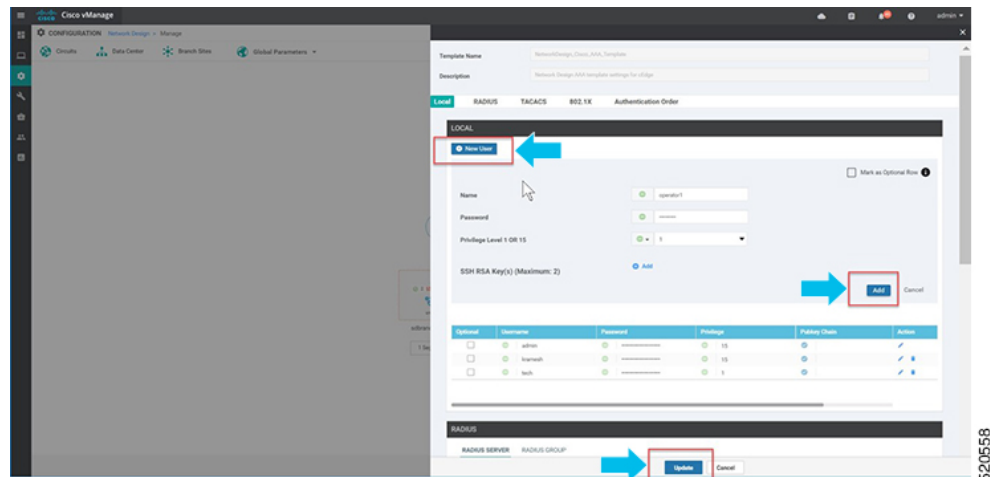 Cisco vManage
admin
CONFIGURATION Network Design > Manage
Circuits Data Center Branch Sites Global Parameters
Template Name NetworkDesign_Cisco_AAA_Template
Description Network Design AAA template settings for cEdge
Local RADIUS TACACS 802.1X Authentication Order
LOCAL
New User
Mark as Optional Row
Name operator1
Password
Privilege Level 1 OR 15 1
SSH RSA Key(s) (Maximum: 2) Add
Add Cancel
Optional Username Password Privilege Pubkey Chain Action
admin 15
15
tech 1
RADIUS
RADIUS SERVER RADIUS GROUP
Update Cancel
520558